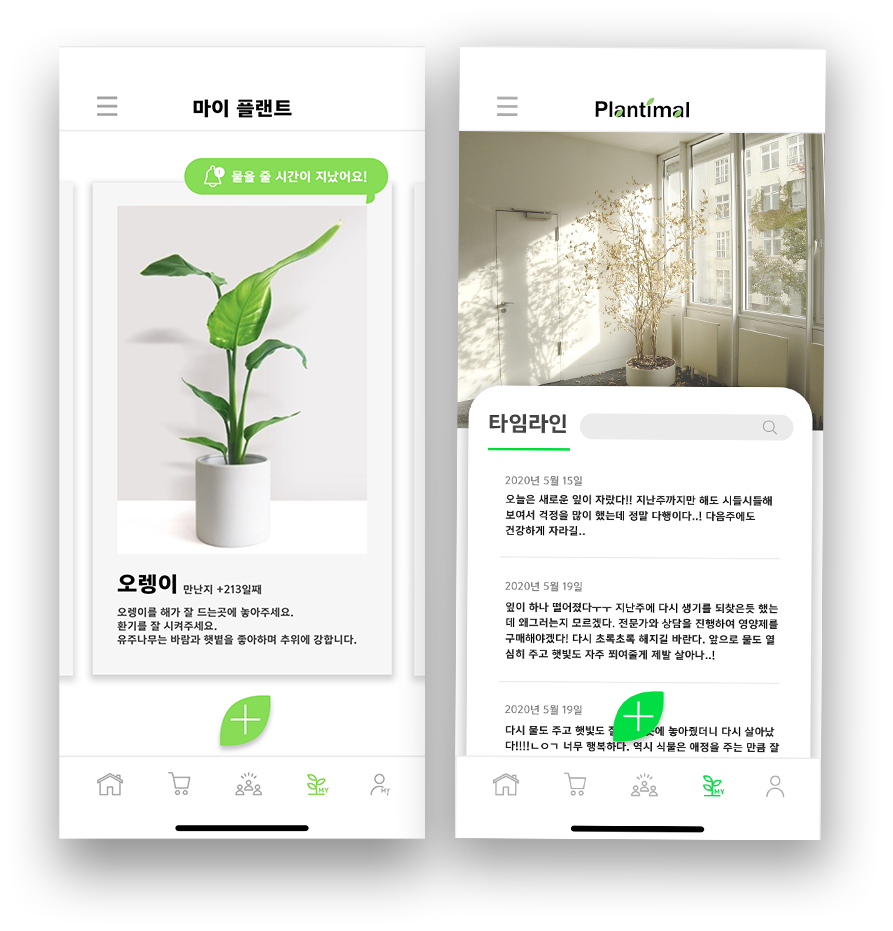 마이 플랜트
물을 줄 시간이 지났어요!
오렝이 만난지 +213일째
오렝이를 해가 잘 드는곳에 놓아주세요.
환기를 잘 시켜주세요.
유주나무는 바람과 햇볕을 좋아하며 추위에 강합니다.
MY
MY
Plantimal
타임라인
2020년 5월 15일
오늘은 새로운 잎이 자랐다!! 지난주까지만 해도 시들시들해
보여서 걱정을 많이 했는데 정말 다행이다..! 다음주에도
건강하게 자라길..
2020년 5월 19일
잎이 하나 떨어졌다ㅜㅜ 지난주에 다시 생기를 되찾은듯 했는
데 왜그러는지 모르겠다. 전문가와 상담을 진행하여 영양제를
구매해야겠다! 다시 초록초록 해지길 바란다. 앞으로 물도 열
심히 주고 햇빛도 자주 쬐여줄게 제발 살아나..!
2020년 5월 19일
다시 물도 주고 햇빛도 에 놓아줬더니 다시 살아났
다!!!!ㄴㅇㄱ 너무 행복하다. 역시 식물은 애정을 주는 만큼 잘
MY